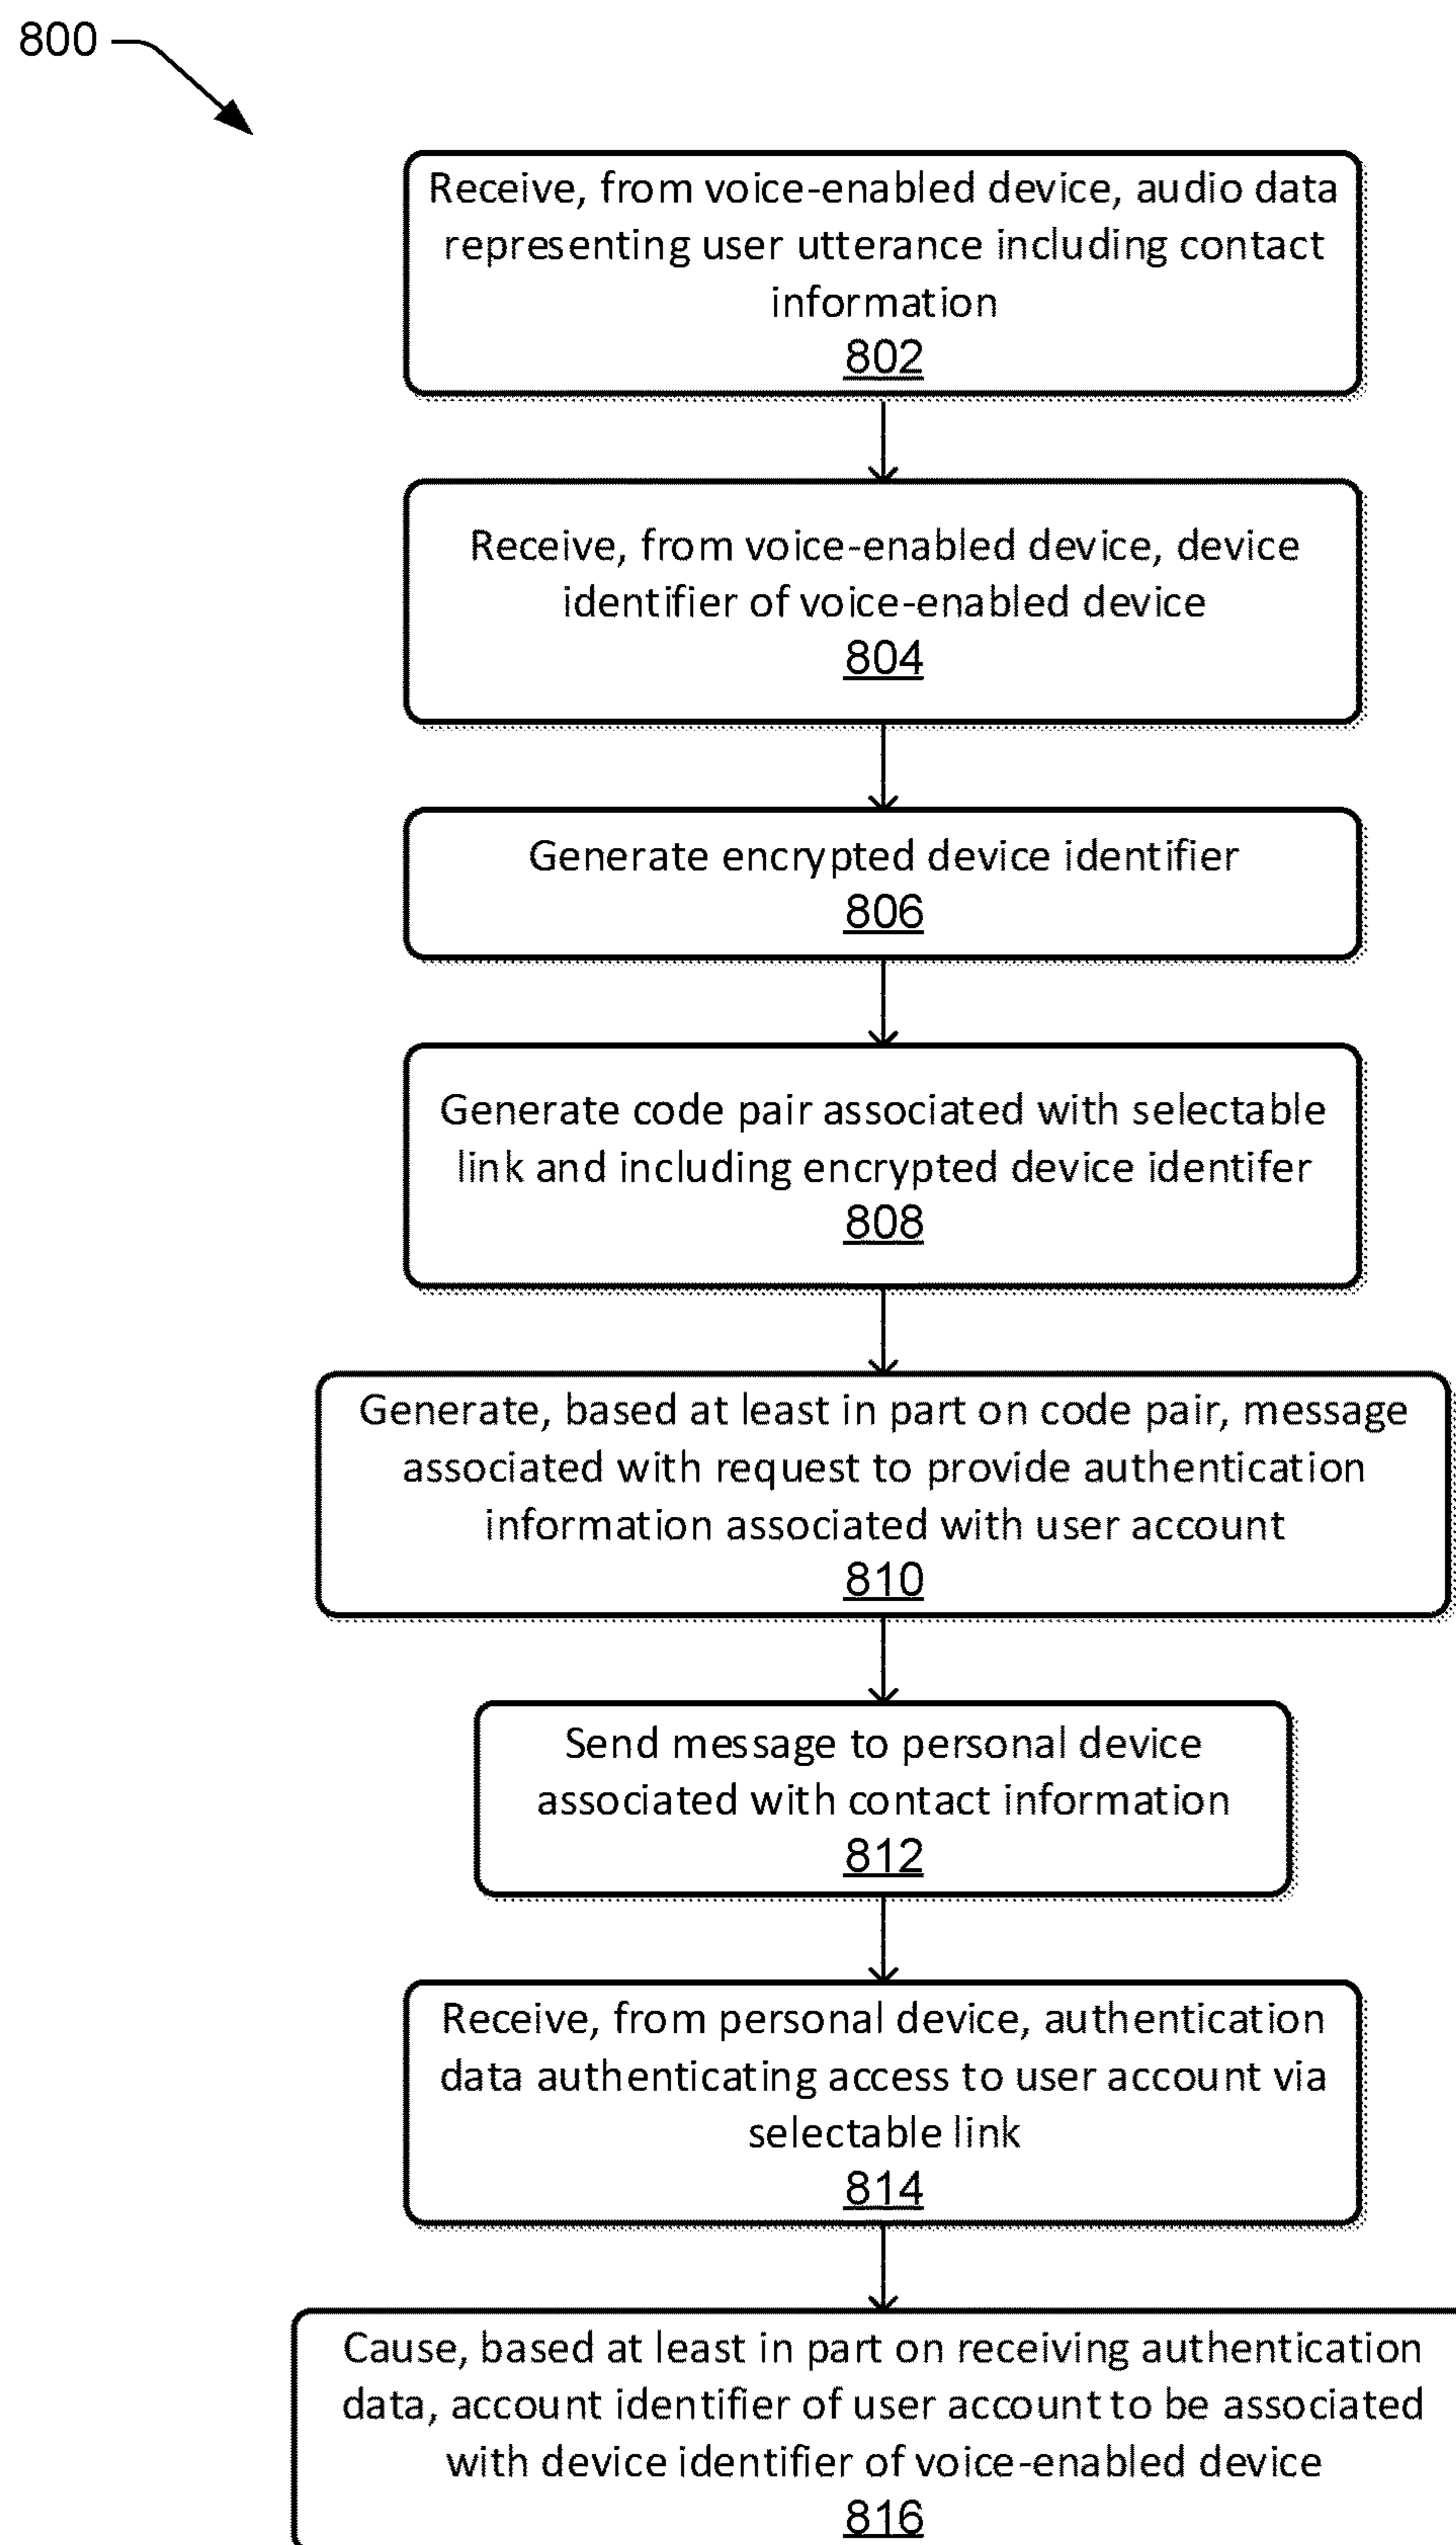 800
Receive, from voice-enabled device, audio data
representing user utterance including contact
information
802
Receive, from voice-enabled device, device
identifier of voice-enabled device
804
Generate encrypted device identifier
806
Generate code pair associated with selectable
link and including encrypted device identifer
808
Generate, based at least in part on code pair, message
associated with request to provide authentication
information associated with user account
810
Send message to personal device
associated with contact information
812
Receive, from personal device, authentication
data authenticating access to user account via
selectable link
814
Cause, based at least in part on receiving authentication
data, account identifier of user account to be associated
with device identifier of voice-enabled device
816